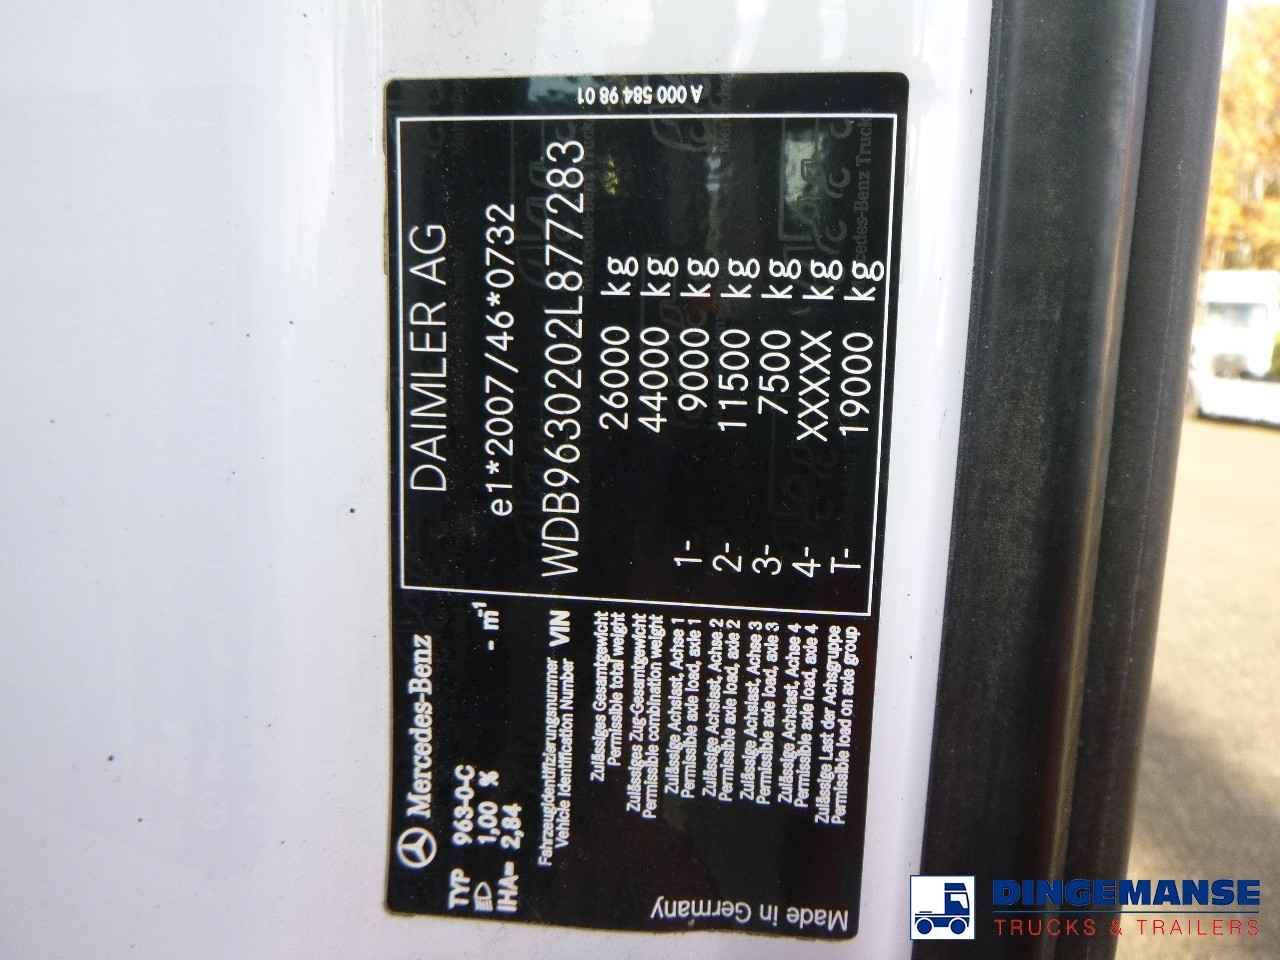 Mercedes-Benz
DAIMLER AG
TYP 963-0-C
1,00 % - m-1
IHA= 2,84
e1*2007/46*0732
Fahrzeugidentifizierungsnummer
Vehicle Identification Number VIN
WDB9630202L877283
Zulässiges Gesamtgewicht
Permissible total weight
26000 kg
Zulässiges Zug-Gesamtgewicht
Permissible combination weight
44000 kg
Zulässige Achslast, Achse 1
Permissible axle load, axle 1
1- 9000 kg
Zulässige Achslast, Achse 2
Permissible axle load, axle 2
2- 11500 kg
Zulässige Achslast, Achse 3
Permissible axle load, axle 3
3- 7500 kg
Zulässige Achslast, Achse 4
Permissible axle load, axle 4
4- XXXXX kg
Zulässige Last der Achsgruppe
Permissible load on axle group
T- 19000 kg
Made in Germany
A 000 584 98 01
DINGEMANSE
TRUCKS & TRAILERS